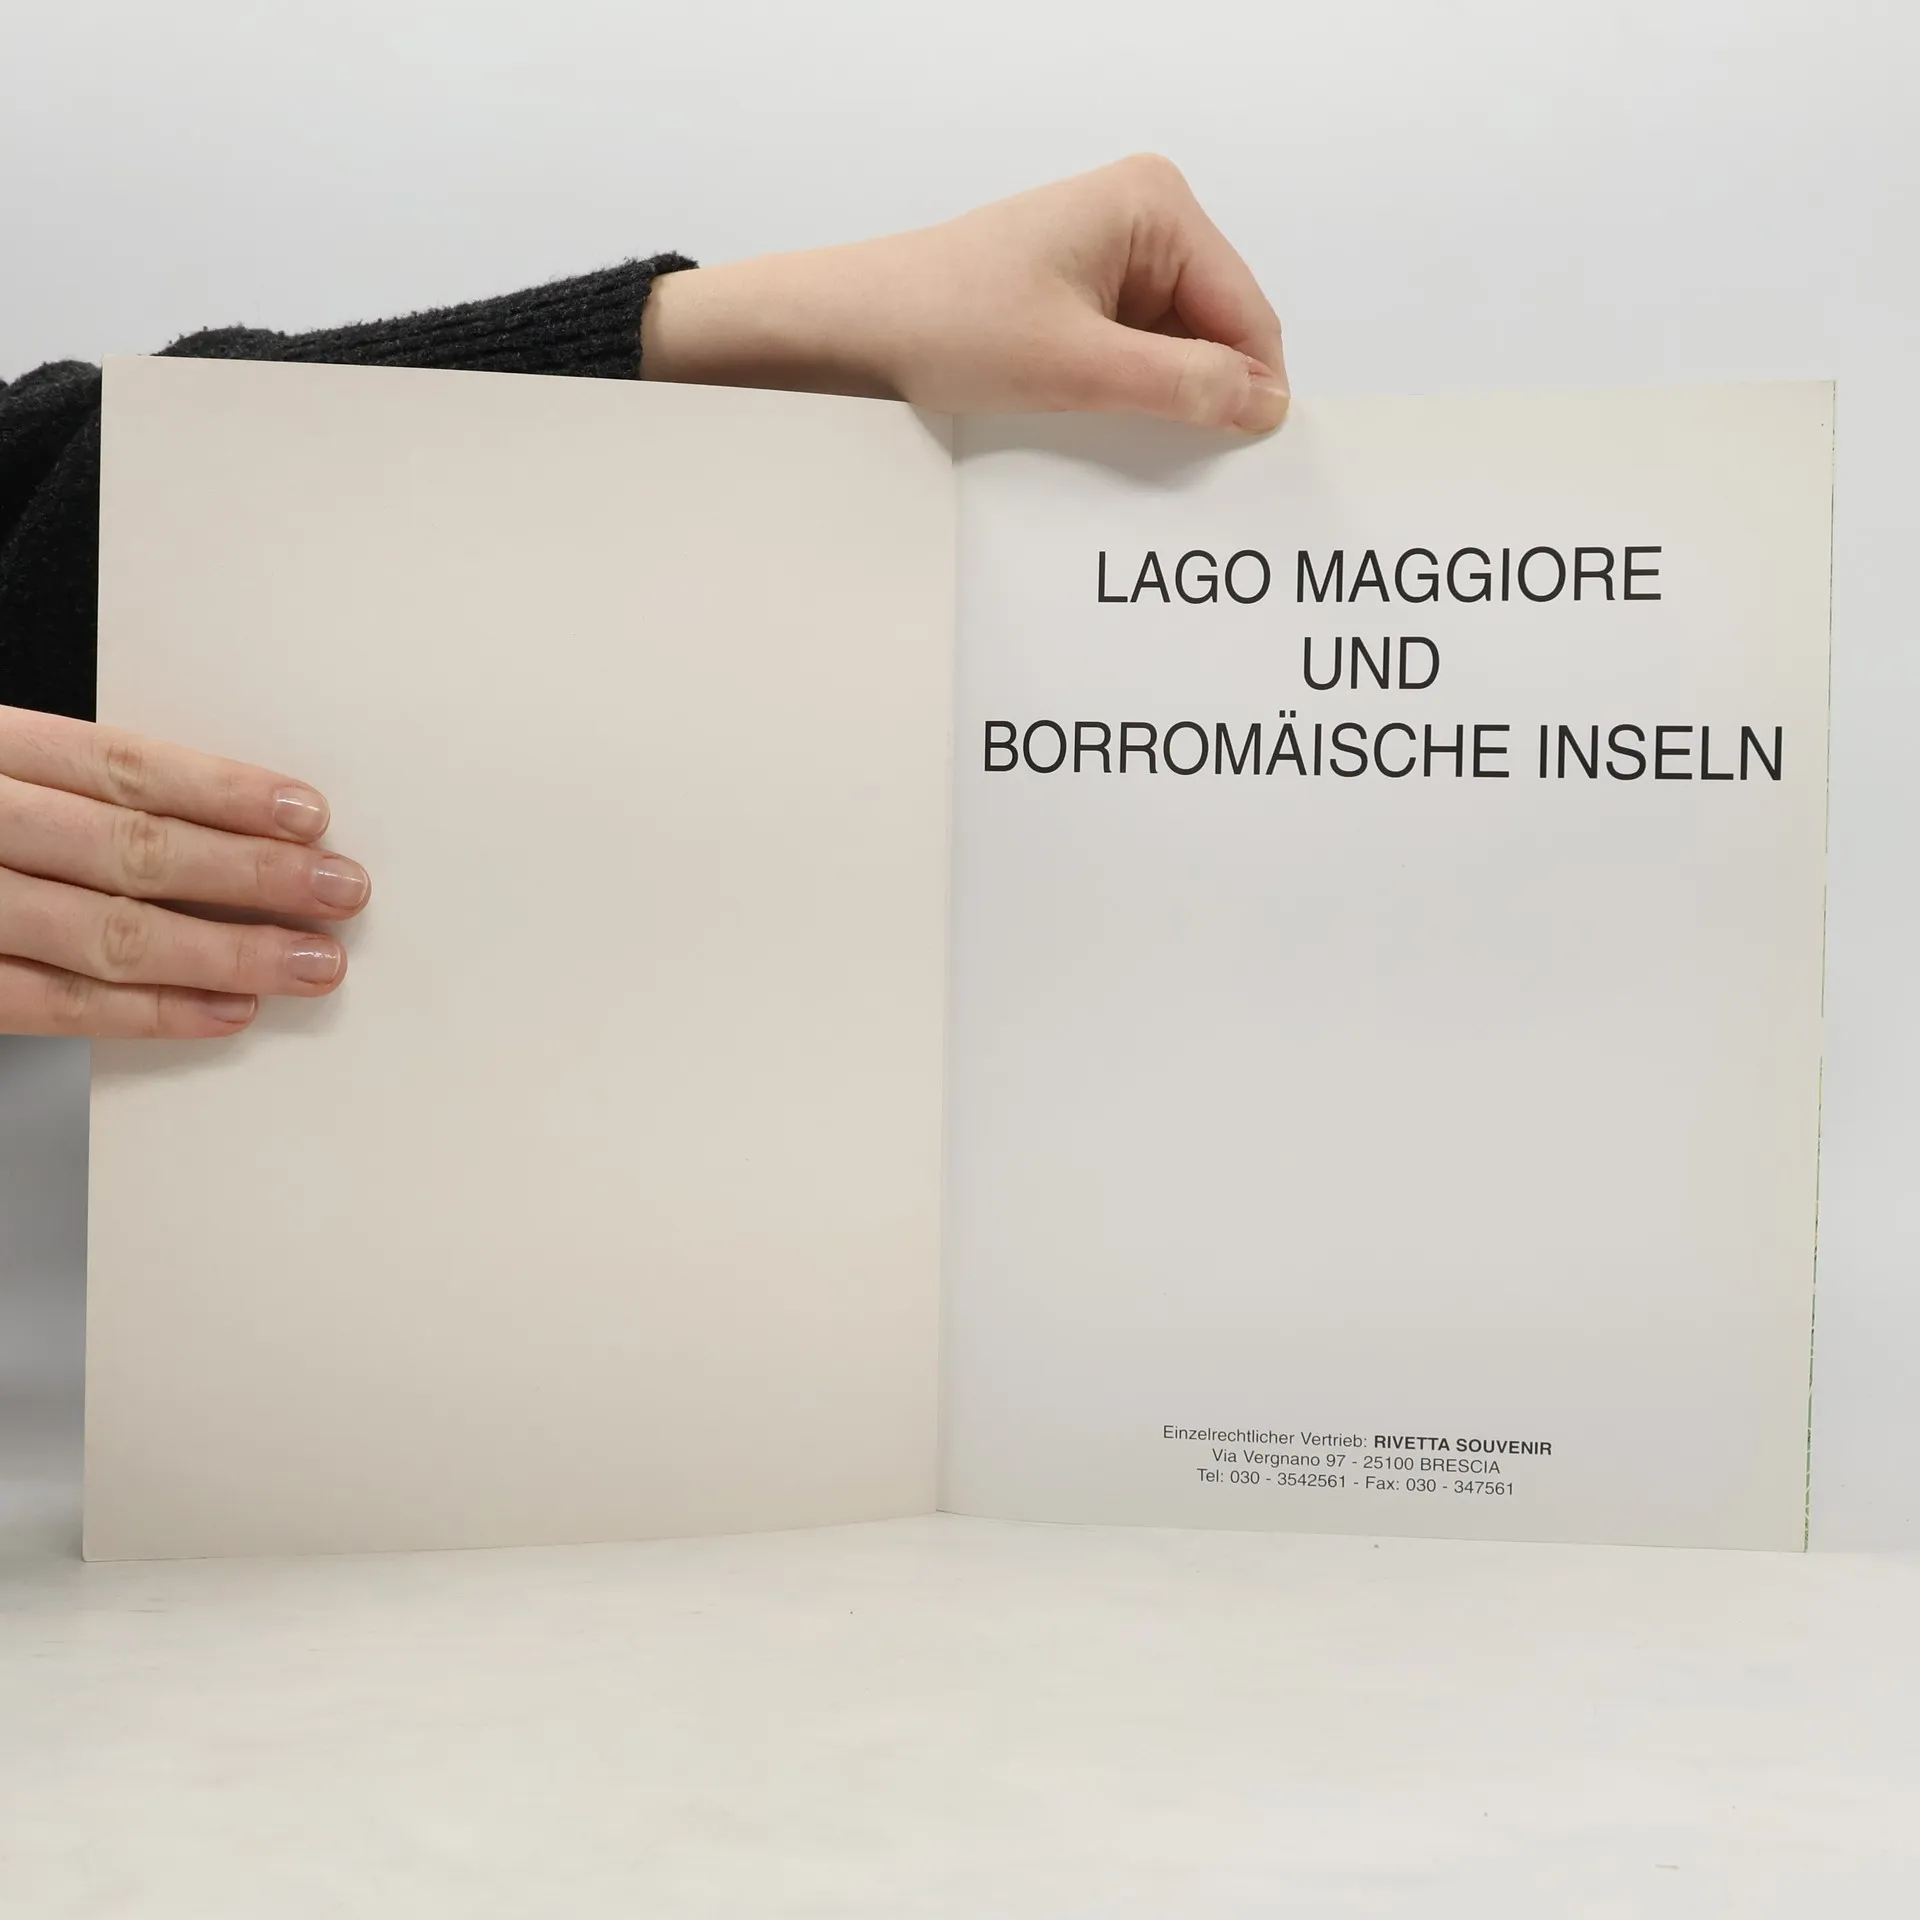 LAGO MAGGIORE
UND
BORROMÄISCHE INSELN
Einzelrechtlicher Vertrieb: RIVETTA SOUVENIR
Via Vergnano 97 - 25100 BRESCIA
Tel: 030 - 3542561 - Fax: 030 - 347561